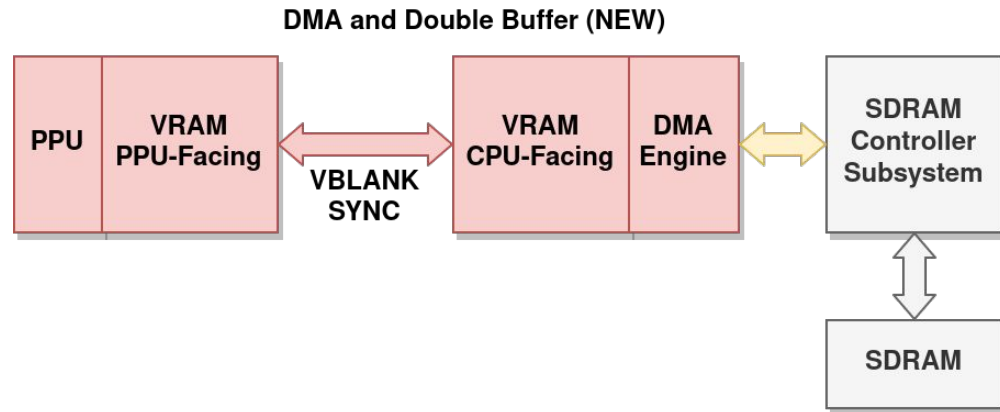 DMA and Double Buffer (NEW)
PPU
VRAM
PPU-Facing
VBLANK
SYNC
VRAM
CPU-Facing
DMA
Engine
SDRAM
Controller
Subsystem
SDRAM